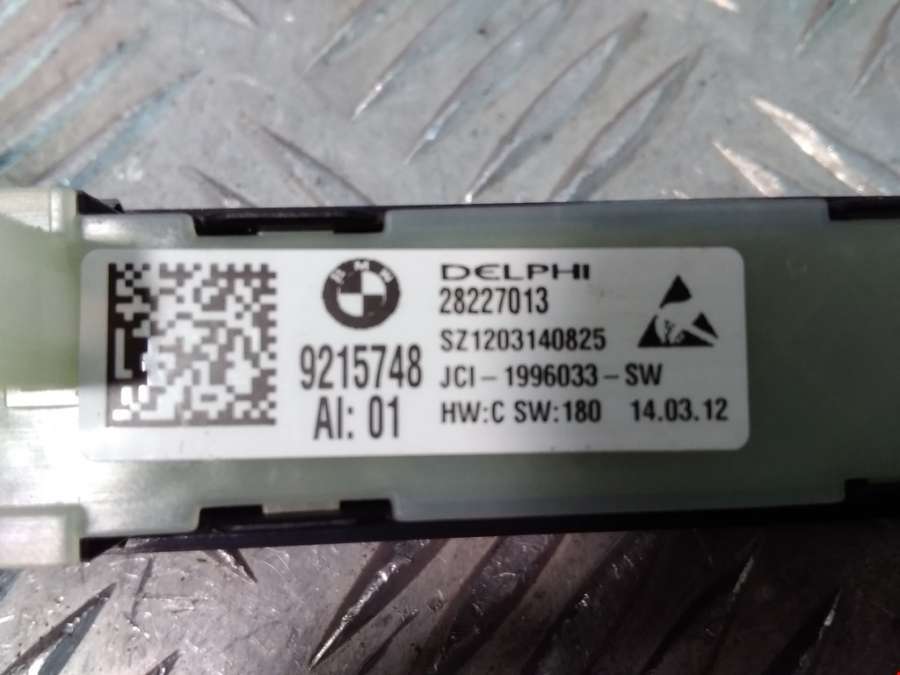 BMW
9215748
AI: 01
DELPHI
28227013
SZ1203140825
JCI-1996033-SW
HW:C SW:180 14.03.12